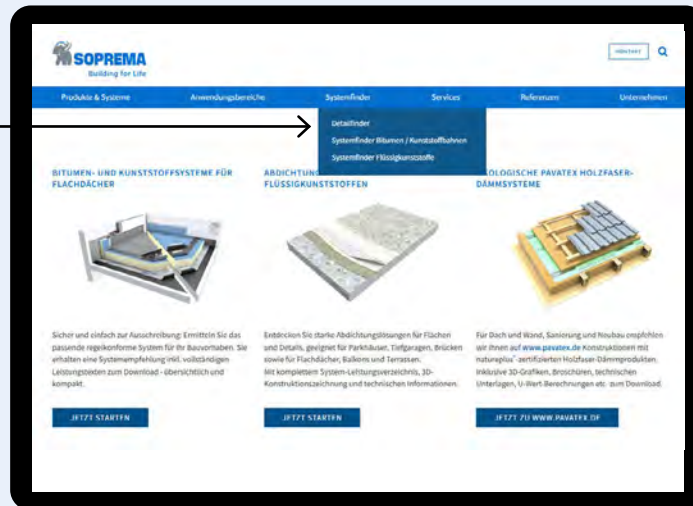 SOPREMA
Building for Life
KONTAKT
Produkte & Systeme
Anwendungsbereiche
Systemfinder
Services
Referenzen
Unternehmen
Detailfinder
Systemfinder Bitumen / Kunststoffbahnen
Systemfinder Flüssigkunststoffe
BITUMEN- UND KUNSTSTOFFSYSTEME FÜR
FLACHDÄCHER
Sicher und einfach zur Ausschreibung: Ermitteln Sie das
passende regelkonforme System für Ihr Bauvorhaben. Sie
erhalten eine Systemempfehlung inkl. vollständigen
Leistungstexten zum Download - übersichtlich und
kompakt.
JETZT STARTEN
ABDICHTUN
FLÜSSIGKUNSTSTOFFEN
Entdecken Sie starke Abdichtungslösungen für Flächen
und Details, geeignet für Parkhäuser, Tiefgaragen, Brücken
sowie für Flachdächer, Balkons und Terrassen.
Mit komplettem System-Leistungsverzeichnis, 3D-
Konstruktionszeichnung und technischen Informationen.
JETZT STARTEN
KOLOGISCHE PAVATEX HOLZFASER-
DÄMMSYSTEME
Für Dach und Wand, Sanierung und Neubau empfehlen
wir Ihnen auf www.pavatex.de Konstruktionen mit
natureplus®-zertifizierten Holzfaser-Dämmprodukten.
Inklusive 3D-Grafiken, Broschüren, technischen
Unterlagen, U-Wert-Berechnungen etc. zum Download.
JETZT ZU WWW.PAVATEX.DE